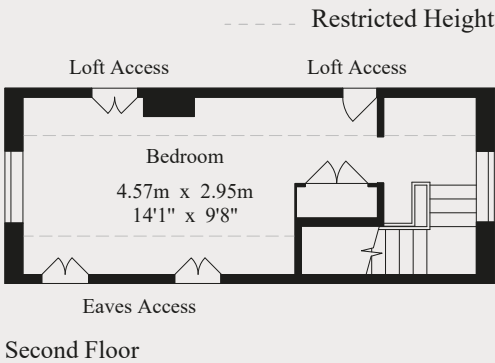 Restricted Height
Loft Access Loft Access
Bedroom
4.57m x 2.95m
14'1" x 9'8"
Eaves Access
Second Floor